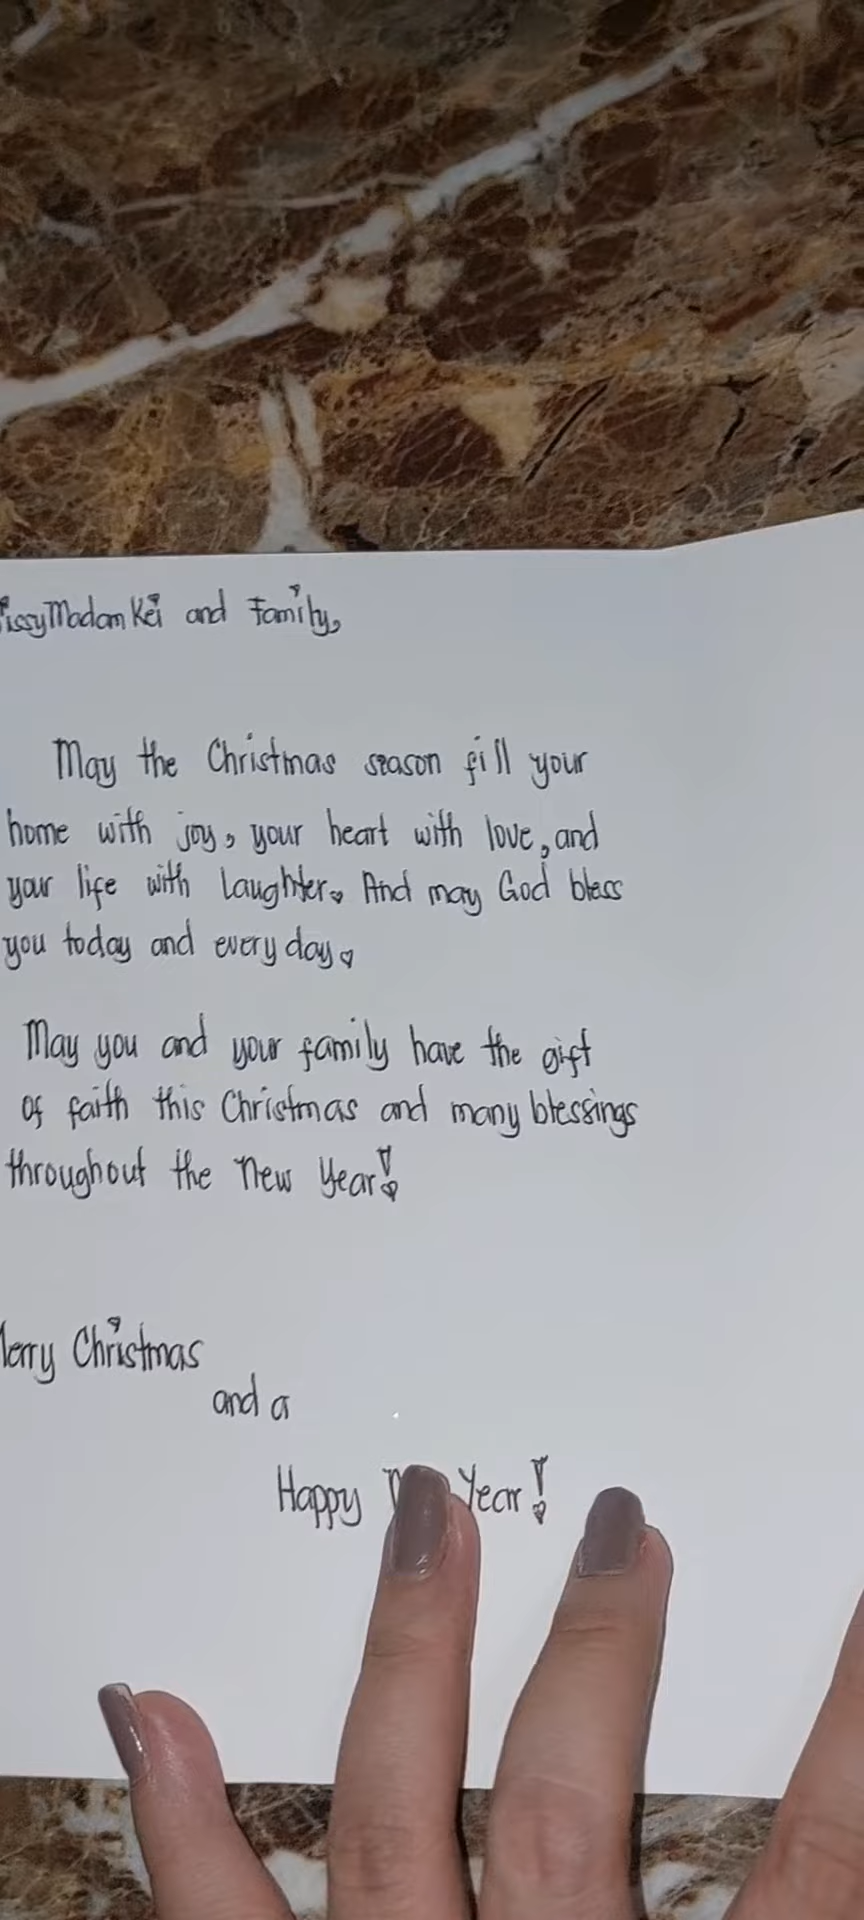 issyMadam Kei and Family,
May the Christmas season fill your
home with joy, your heart with love, and
your life with laughter. And may God bless
you today and every day.
May you and your family have the gift
of faith this Christmas and many blessings
throughout the new year!
Merry Christmas
and a
Happy Year!